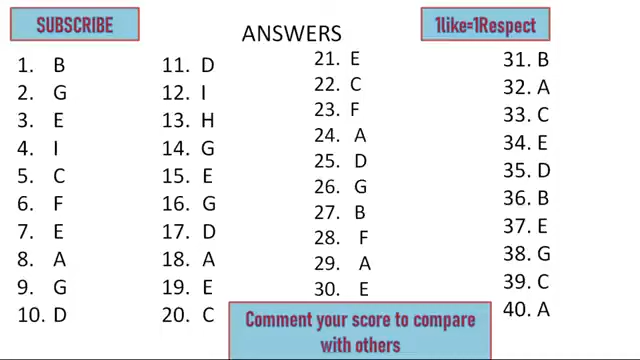 SUBSCRIBE
ANSWERS
1like=1Respect
1. B
2. G
3. E
4. I
5. C
6. F
7. E
8. A
9. G
10. D
11. D
12. I
13. H
14. G
15. E
16. G
17. D
18. A
19. E
20. C
21. E
22. C
23. F
24. A
25. D
26. G
27. B
28. F
29. A
30. E
31. B
32. A
33. C
34. E
35. D
36. B
37. E
38. G
39. C
40. A
Comment your score to compare
with others